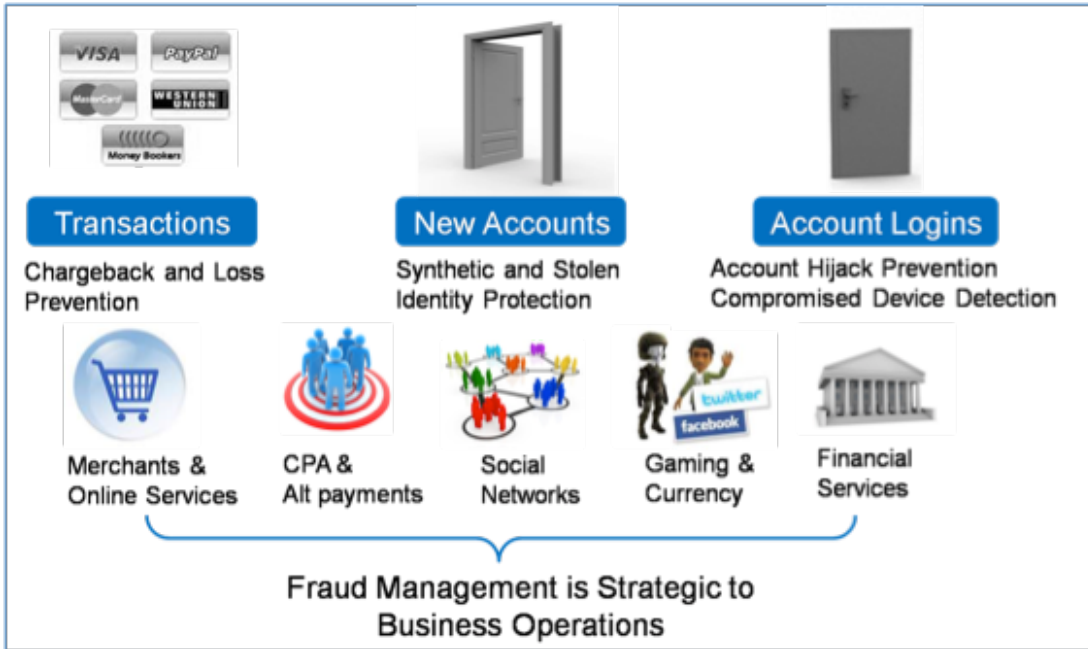 VISA
PayPal
MasterCard
WESTERN
UNION
Money Bookers
Transactions
New Accounts
Account Logins
Chargeback and Loss
Prevention
Synthetic and Stolen
Identity Protection
Account Hijack Prevention
Compromised Device Detection
twitter
facebook
Merchants &
Online Services
CPA &
Alt payments
Social
Networks
Gaming &
Currency
Financial
Services
Fraud Management is Strategic to
Business Operations